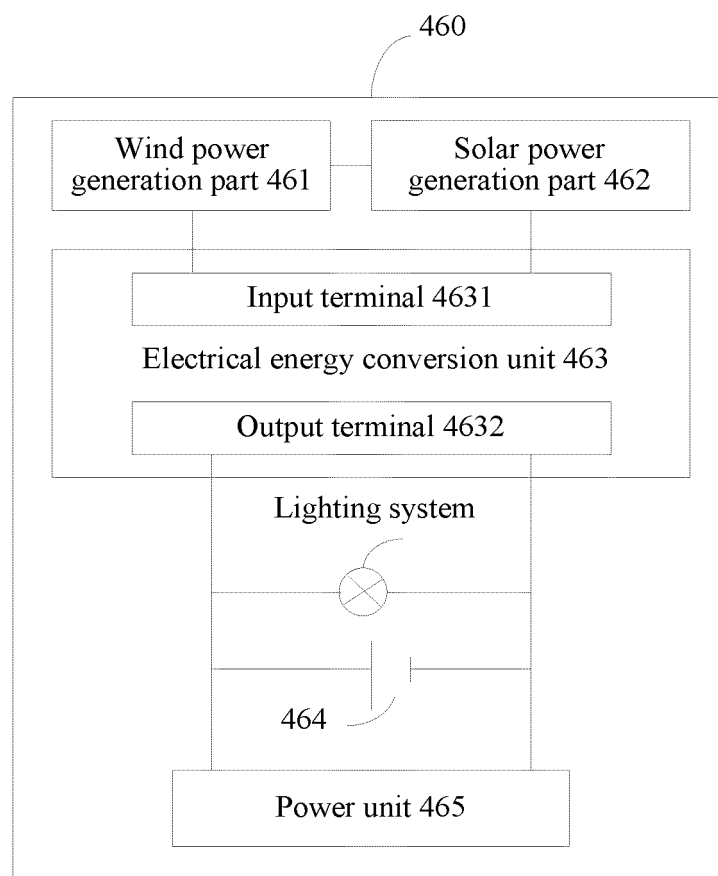 460
Wind power
generation part 461
Solar power
generation part 462
Input terminal 4631
Electrical energy conversion unit 463
Output terminal 4632
Lighting system
464
Power unit 465